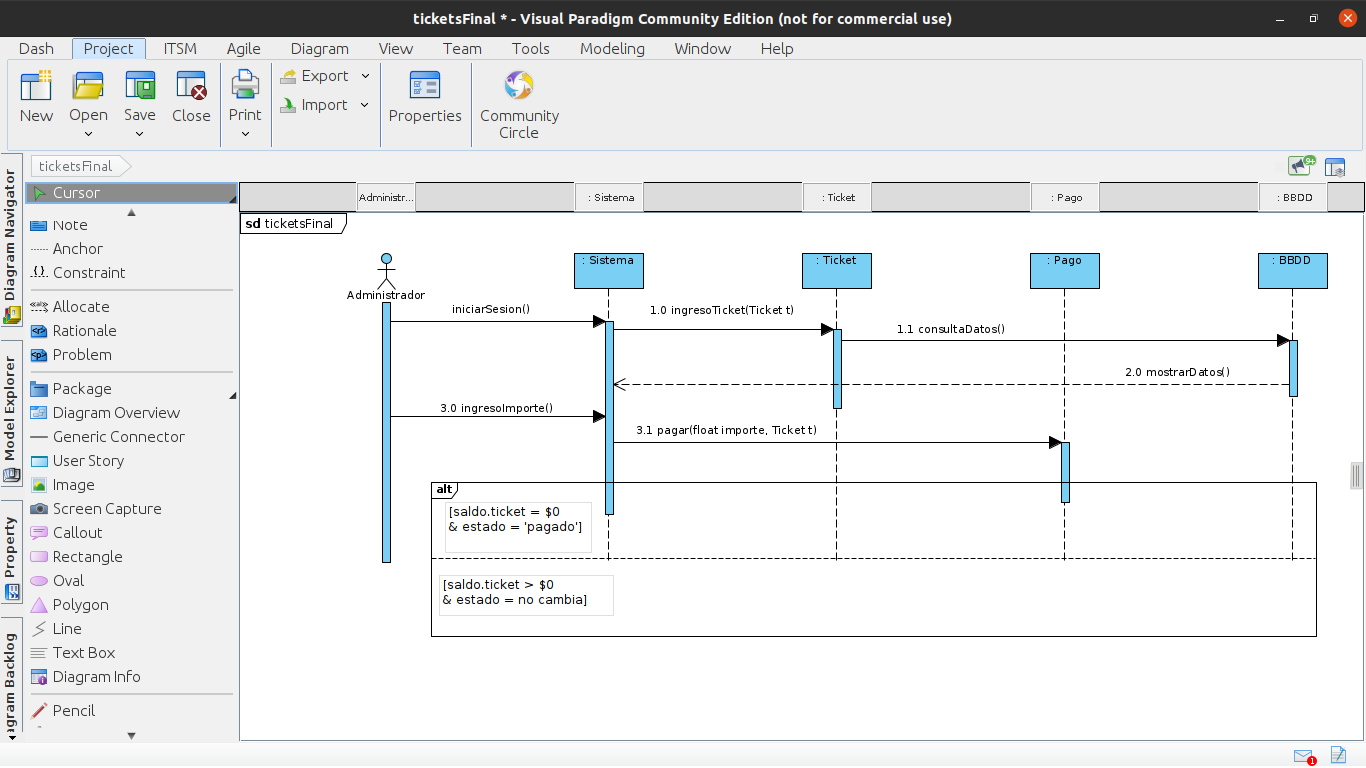 ticketsFinal * - Visual Paradigm Community Edition (not for commercial use)
Dash Project ITSM Agile Diagram View Team Tools Modeling Window Help
New Open Save Close Print Export Import Properties Community Circle
ticketsFinal
9+
Diagram Navigator
Model Explorer
Property
agram Backlog
Cursor
Note
Anchor
{.} Constraint
Allocate
<r> Rationale
<p> Problem
Package
Diagram Overview
Generic Connector
User Story
Image
Screen Capture
Callout
Rectangle
Oval
Polygon
Line
Text Box
Diagram Info
Pencil
Administr... : Sistema : Ticket : Pago : BBDD
sd ticketsFinal
: Sistema : Ticket : Pago : BBDD
Administrador
iniciarSesion()
1.0 ingresoTicket(Ticket t)
1.1 consultaDatos()
2.0 mostrarDatos()
3.0 ingresoImporte()
3.1 pagar(float importe, Ticket t)
alt
[saldo.ticket = $0
& estado = 'pagado']
[saldo.ticket > $0
& estado = no cambia]
1